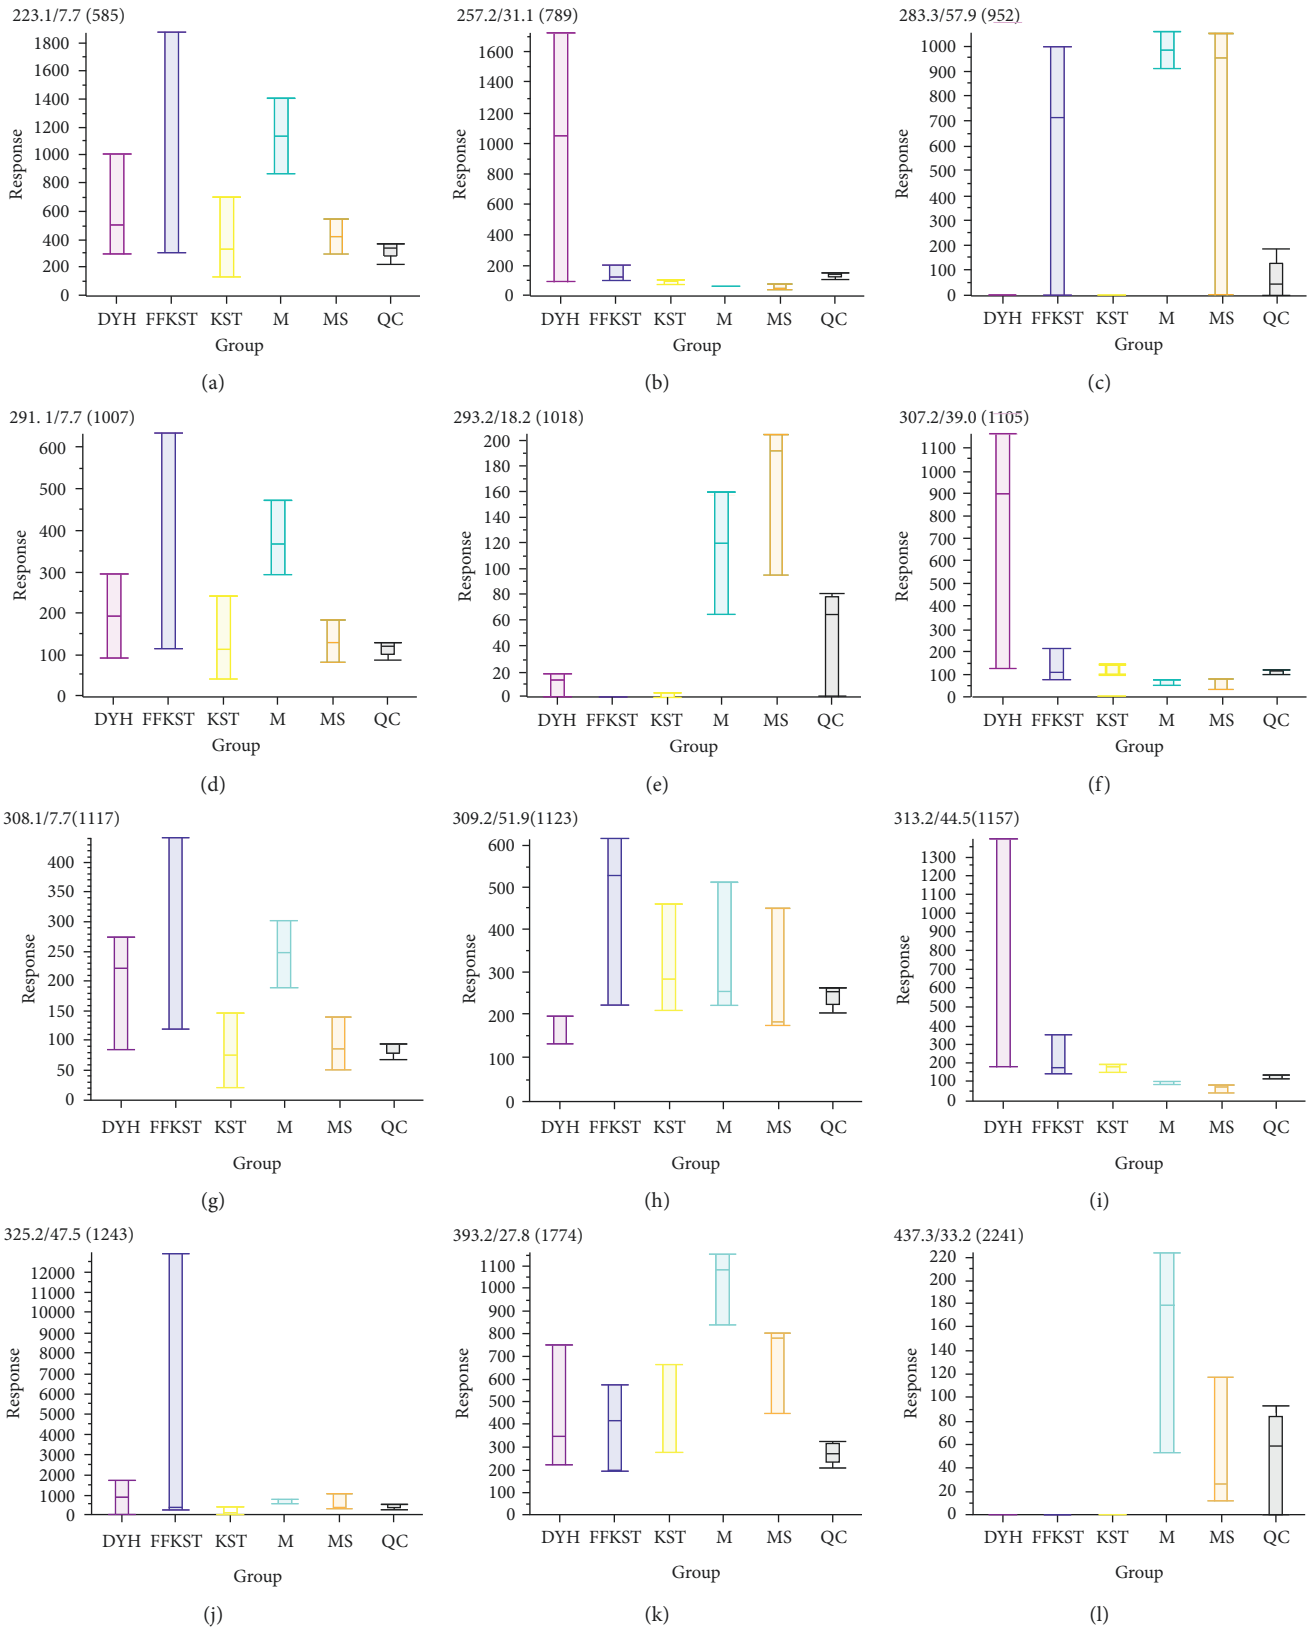 223.1/7.7 (585)
Response
1800
1600
1400
1200
1000
800
600
400
200
0
DYH FFKST KST M MS QC
Group
(a)
257.2/31.1 (789)
Response
1600
1400
1200
1000
800
600
400
200
0
DYH FFKST KST M MS QC
Group
(b)
283.3/57.9 (952)
Response
1000
900
800
700
600
500
400
300
200
100
0
DYH FFKST KST M MS QC
Group
(c)
291. 1/7.7 (1007)
Response
600
500
400
300
200
100
0
DYH FFKST KST M MS QC
Group
(d)
293.2/18.2 (1018)
Response
200
180
160
140
120
100
80
60
40
20
0
DYH FFKST KST M MS QC
Group
(e)
307.2/39.0 (1105)
Response
1100
1000
900
800
700
600
500
400
300
200
100
0
DYH FFKST KST M MS QC
Group
(f)
308.1/7.7(1117)
Response
400
350
300
250
200
150
100
50
0
DYH FFKST KST M MS QC
Group
(g)
309.2/51.9(1123)
Response
600
500
400
300
200
100
0
DYH FFKST KST M MS QC
Group
(h)
313.2/44.5(1157)
Response
1300
1200
1100
1000
900
800
700
600
500
400
300
200
100
0
DYH FFKST KST M MS QC
Group
(i)
325.2/47.5 (1243)
Response
12000
11000
10000
9000
8000
7000
6000
5000
4000
3000
2000
1000
0
DYH FFKST KST M MS QC
Group
(j)
393.2/27.8 (1774)
Response
1100
1000
900
800
700
600
500
400
300
200
100
0
DYH FFKST KST M MS QC
Group
(k)
437.3/33.2 (2241)
Response
220
200
180
160
140
120
100
80
60
40
20
0
DYH FFKST KST M MS QC
Group
(l)